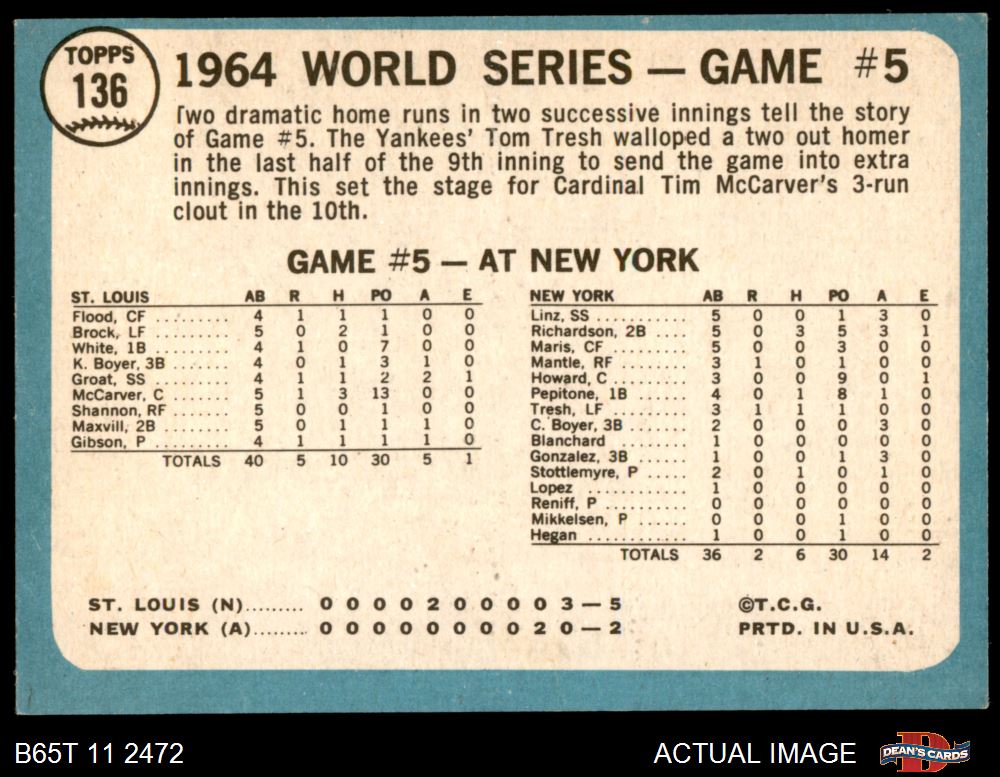 TOPPS
136
1964 WORLD SERIES — GAME #5
Two dramatic home runs in two successive innings tell the story
of Game #5. The Yankees' Tom Tresh walloped a two out homer
in the last half of the 9th inning to send the game into extra
innings. This set the stage for Cardinal Tim McCarver's 3-run
clout in the 10th.
GAME #5 — AT NEW YORK
ST. LOUIS AB R H PO A E
Flood, CF ......... 4 1 1 1 0 0
Brock, LF ......... 5 0 2 1 0 0
White, 1B ......... 4 1 0 7 0 0
K. Boyer, 3B ....... 4 0 1 3 1 0
Groat, SS ......... 4 1 1 2 2 1
McCarver, C ....... 5 1 3 13 0 0
Shannon, RF ...... 5 0 0 1 0 0
Maxvill, 2B ....... 5 0 1 1 1 0
Gibson, P ......... 4 1 1 1 1 0
TOTALS 40 5 10 30 5 1
NEW YORK AB R H PO A E
Linz, SS ........... 5 0 0 1 3 0
Richardson, 2B .... 5 0 3 5 3 1
Maris, CF .......... 5 0 0 3 0 0
Mantle, RF ........ 3 1 0 1 0 0
Howard, C ......... 3 0 0 9 0 1
Pepitone, 1B ...... 4 0 1 8 1 0
Tresh, LF .......... 3 1 1 1 0 0
C. Boyer, 3B ....... 2 0 0 0 3 0
Blanchard ......... 1 0 0 0 0 0
Gonzalez, 3B ...... 1 0 0 1 3 0
Stottlemyre, P ..... 2 0 1 0 1 0
Lopez ............ 1 0 0 0 0 0
Reniff, P .......... 0 0 0 0 0 0
Mikkelsen, P ...... 0 0 0 1 0 0
Hegan ............ 1 0 0 1 0 0
TOTALS 36 2 6 30 14 2
ST. LOUIS (N)......... 0 0 0 0 2 0 0 0 0 3 — 5
NEW YORK (A)........ 0 0 0 0 0 0 0 0 2 0 — 2
©T.C.G.
PRTD. IN U.S.A.
B65T 11 2472
ACTUAL IMAGE
D
DEAN'S CARDS